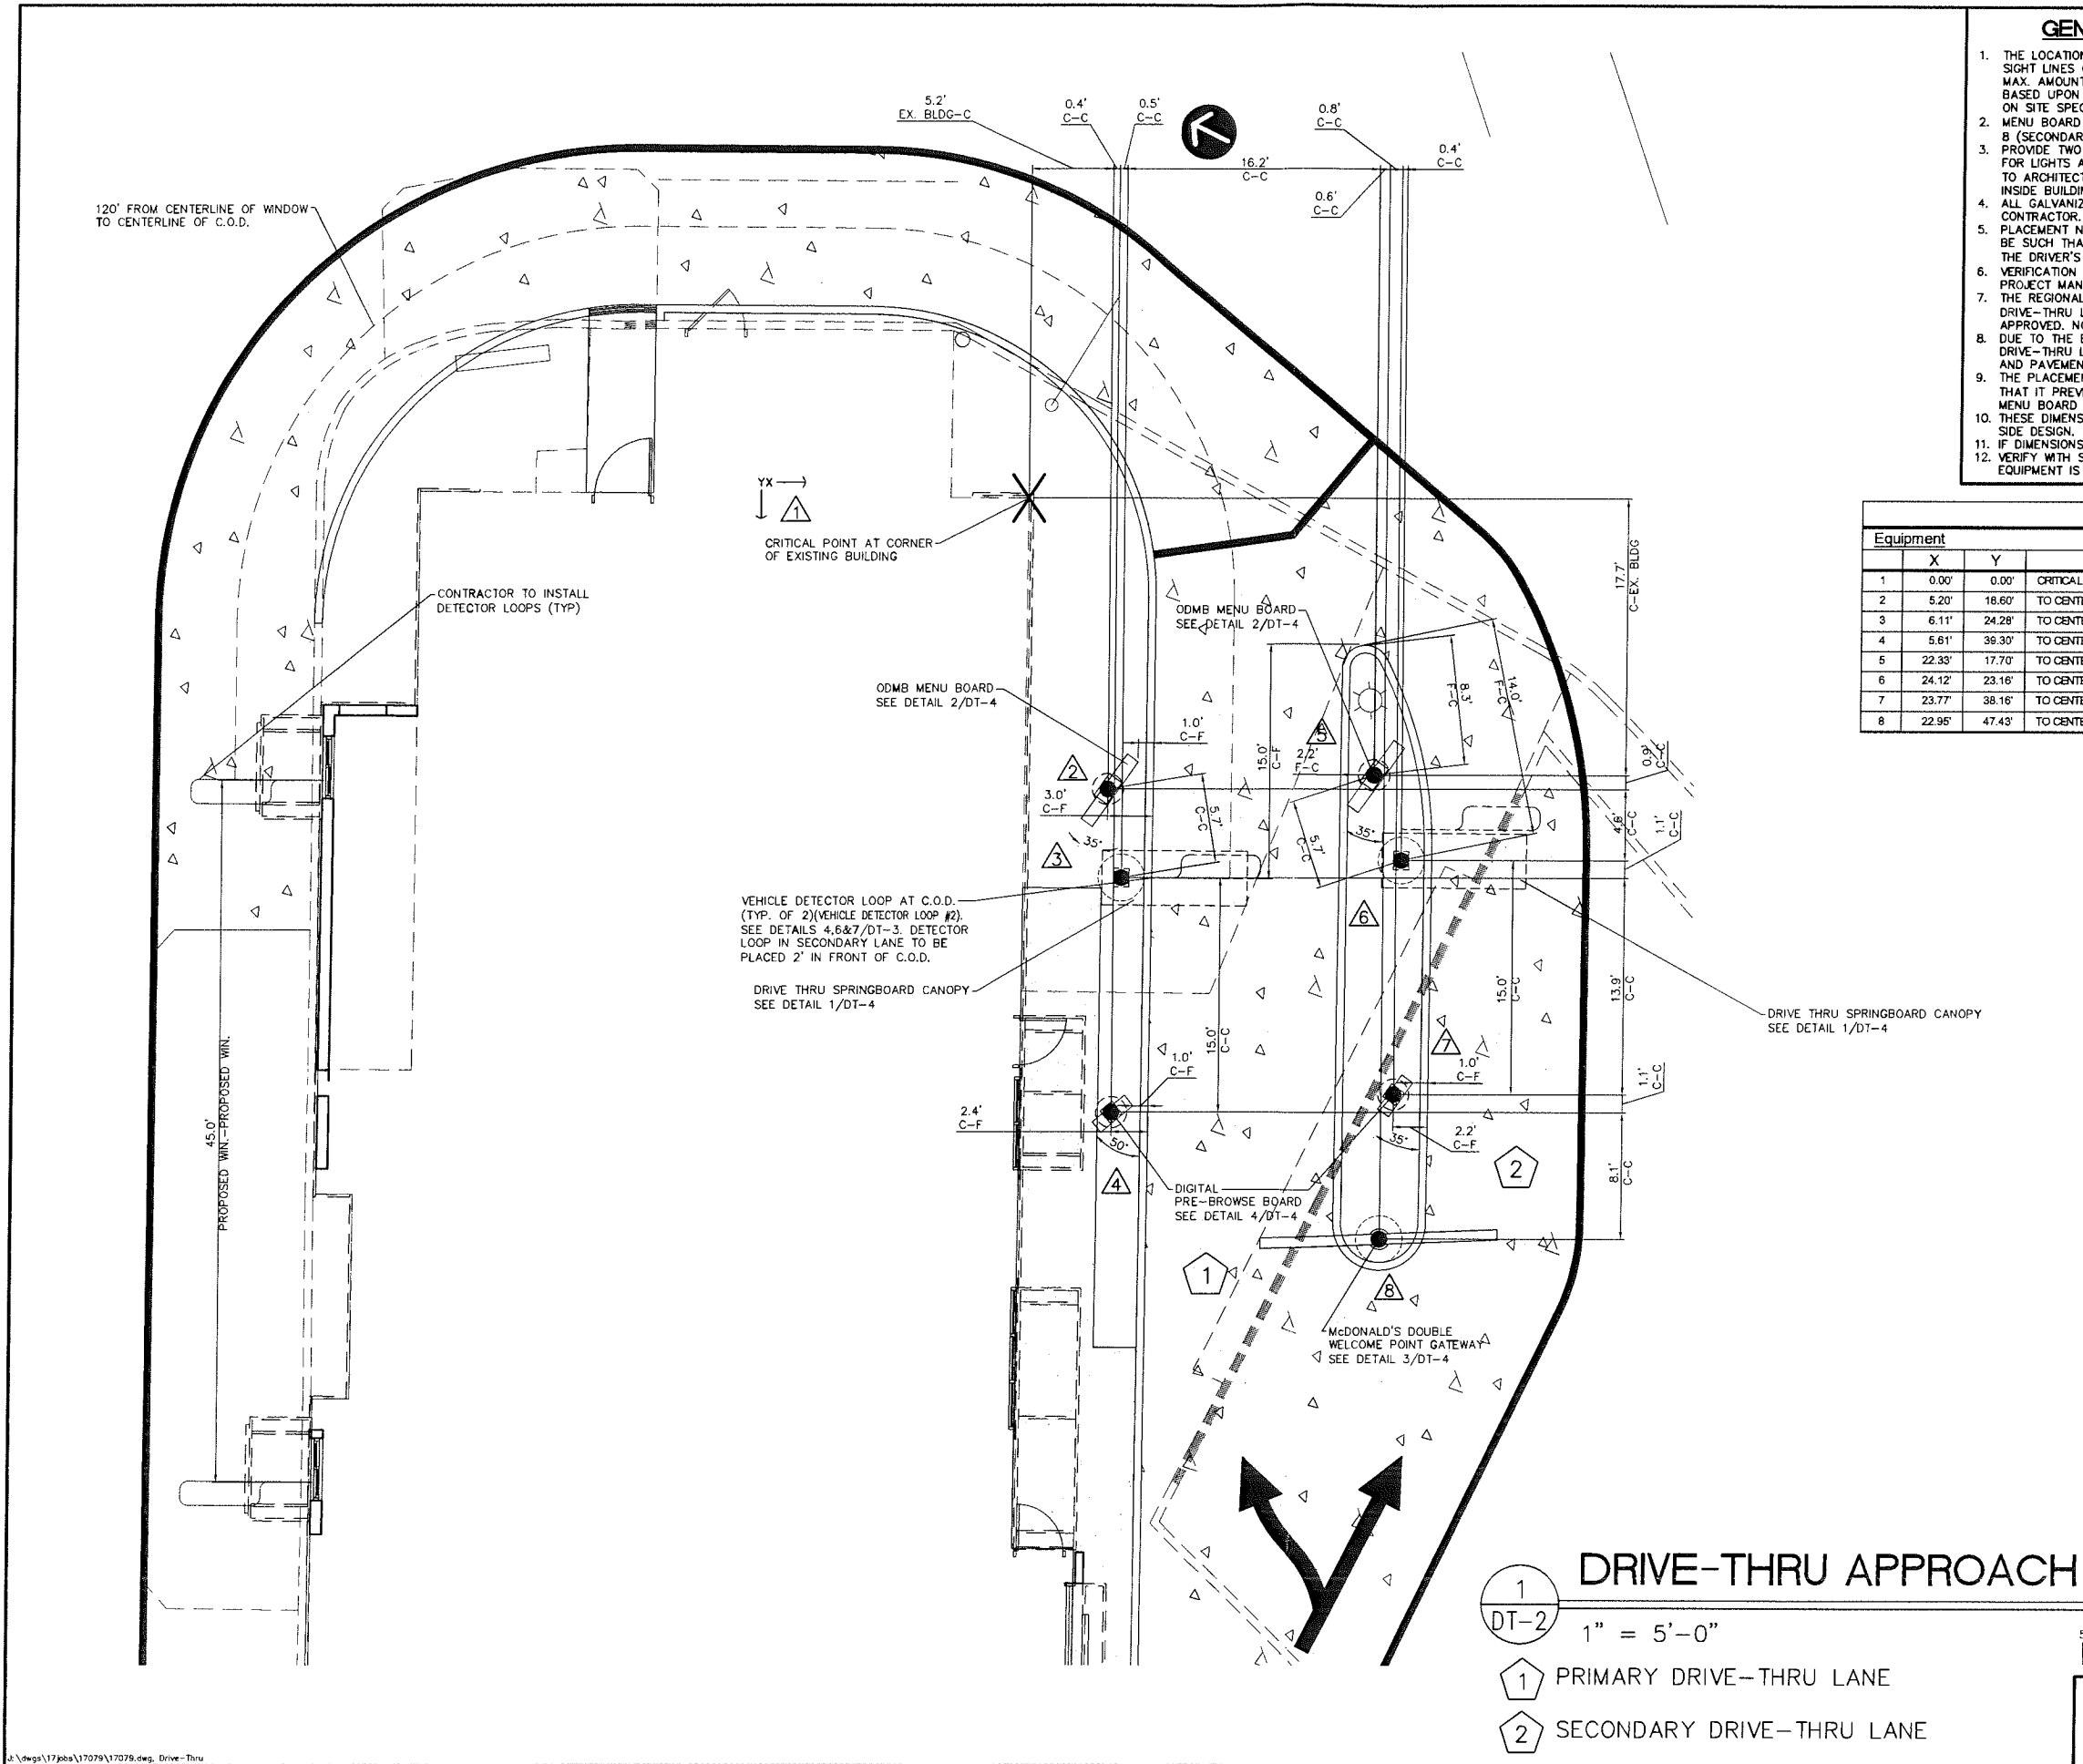 GEN
1. THE LOCATION
SIGHT LINES
MAX. AMOUNT
BASED UPON
ON SITE SPEC
2. MENU BOARD
8 (SECONDAR
3. PROVIDE TWO
FOR LIGHTS A
TO ARCHITECT
INSIDE BUILDIN
4. ALL GALVANIZ
CONTRACTOR.
5. PLACEMENT N
BE SUCH THA
THE DRIVER'S
6. VERIFICATION
PROJECT MAN
7. THE REGIONAL
DRIVE-THRU L
APPROVED. NO
8. DUE TO THE E
DRIVE-THRU L
AND PAVEMEN
9. THE PLACEMEN
THAT IT PREV
MENU BOARD
10. THESE DIMENS
SIDE DESIGN.
11. IF DIMENSIONS
12. VERIFY WITH S
EQUIPMENT IS
Equipment
X Y
1 0.00' 0.00' CRITICAL
2 5.20' 18.60' TO CENTE
3 6.11' 24.28' TO CENTE
4 5.61' 39.30' TO CENTE
5 22.33' 17.70' TO CENTE
6 24.12' 23.16' TO CENTE
7 23.77' 38.16' TO CENTE
8 22.95' 47.43' TO CENTE
5.2'
EX. BLDG-C
0.4'
C-C
0.5'
C-C
16.2'
C-C
0.8'
C-C
0.6'
C-C
0.4'
C-C
120' FROM CENTERLINE OF WINDOW
TO CENTERLINE OF C.O.D.
YX
1
CRITICAL POINT AT CORNER
OF EXISTING BUILDING
CONTRACTOR TO INSTALL
DETECTOR LOOPS (TYP)
17.7'
C-EX. BLDG
ODMB MENU BOARD
SEE DETAIL 2/DT-4
ODMB MENU BOARD
SEE DETAIL 2/DT-4
1.0'
C-F
15.0'
C-F
8.3'
F-C
14.0'
F-C
5
2.2'
F-C
0.9'
C-C
2
3.0'
C-F
5.7'
C-C
35°
3
5.7'
C-C
35°
4.6'
C-C
1.1'
C-C
6
VEHICLE DETECTOR LOOP AT C.O.D.
(TYP. OF 2)(VEHICLE DETECTOR LOOP #2).
SEE DETAILS 4,6&7/DT-3. DETECTOR
LOOP IN SECONDARY LANE TO BE
PLACED 2' IN FRONT OF C.O.D.
DRIVE THRU SPRINGBOARD CANOPY
SEE DETAIL 1/DT-4
DRIVE THRU SPRINGBOARD CANOPY
SEE DETAIL 1/DT-4
15.0'
C-C
15.0'
C-C
13.9'
C-C
7
1.0'
C-F
1.0'
C-F
1.1'
C-C
2.4'
C-F
50°
35°
2.2'
C-F
8.1'
C-C
4
2
DIGITAL
PRE-BROWSE BOARD
SEE DETAIL 4/DT-4
45.0'
PROPOSED WIN.-PROPOSED WIN.
1
8
McDONALD'S DOUBLE
WELCOME POINT GATEWAY
SEE DETAIL 3/DT-4
1
DT-2
DRIVE-THRU APPROACH
1" = 5'-0"
1 PRIMARY DRIVE-THRU LANE
2 SECONDARY DRIVE-THRU LANE
J:\dwgs\17jobs\17079\17079.dwg, Drive-Thru